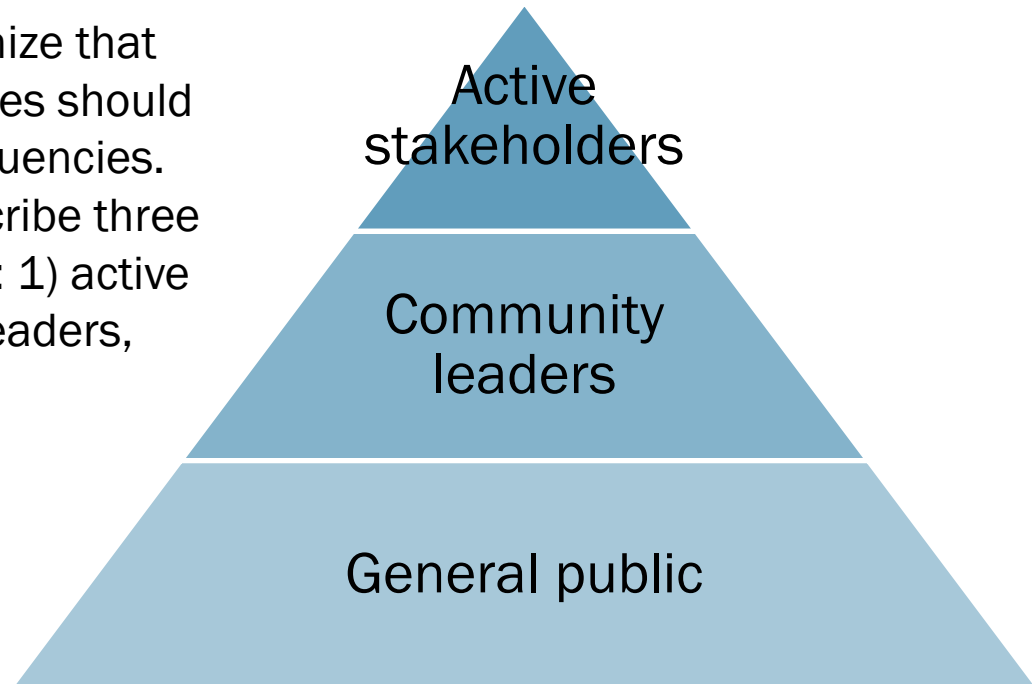 nize that
es should
uencies.
cribe three
: 1) active
eaders,
Active
stakeholders
Community
leaders
General public